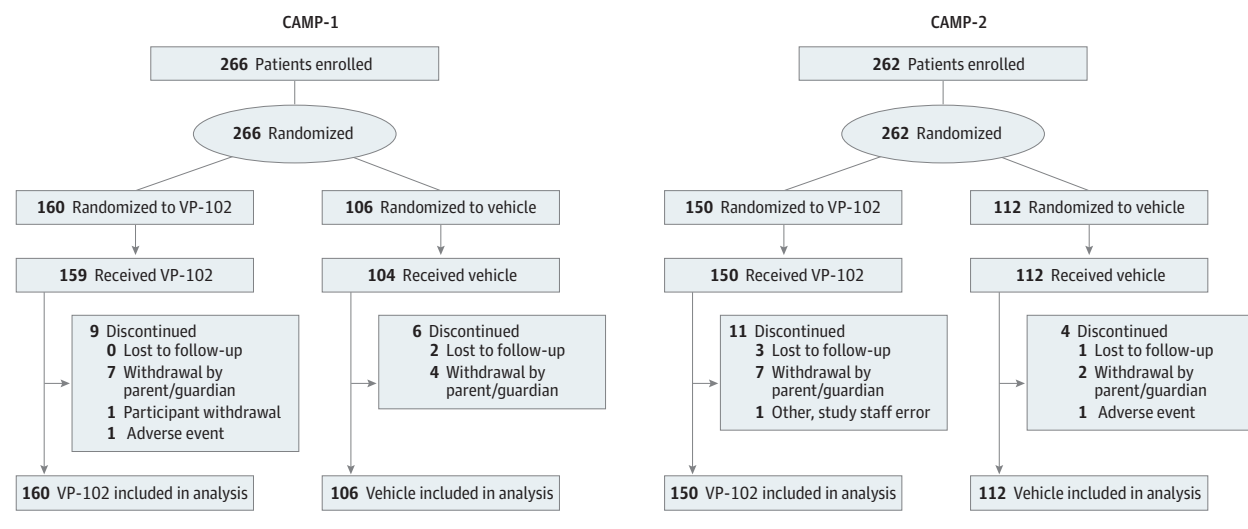 CAMP-1
266 Patients enrolled
266 Randomized
160 Randomized to VP-102
106 Randomized to vehicle
159 Received VP-102
104 Received vehicle
9 Discontinued
0 Lost to follow-up
7 Withdrawal by
parent/guardian
1 Participant withdrawal
1 Adverse event
6 Discontinued
2 Lost to follow-up
4 Withdrawal by
parent/guardian
160 VP-102 included in analysis
106 Vehicle included in analysis
CAMP-2
262 Patients enrolled
262 Randomized
150 Randomized to VP-102
112 Randomized to vehicle
150 Received VP-102
112 Received vehicle
11 Discontinued
3 Lost to follow-up
7 Withdrawal by
parent/guardian
1 Other, study staff error
4 Discontinued
1 Lost to follow-up
2 Withdrawal by
parent/guardian
1 Adverse event
150 VP-102 included in analysis
112 Vehicle included in analysis